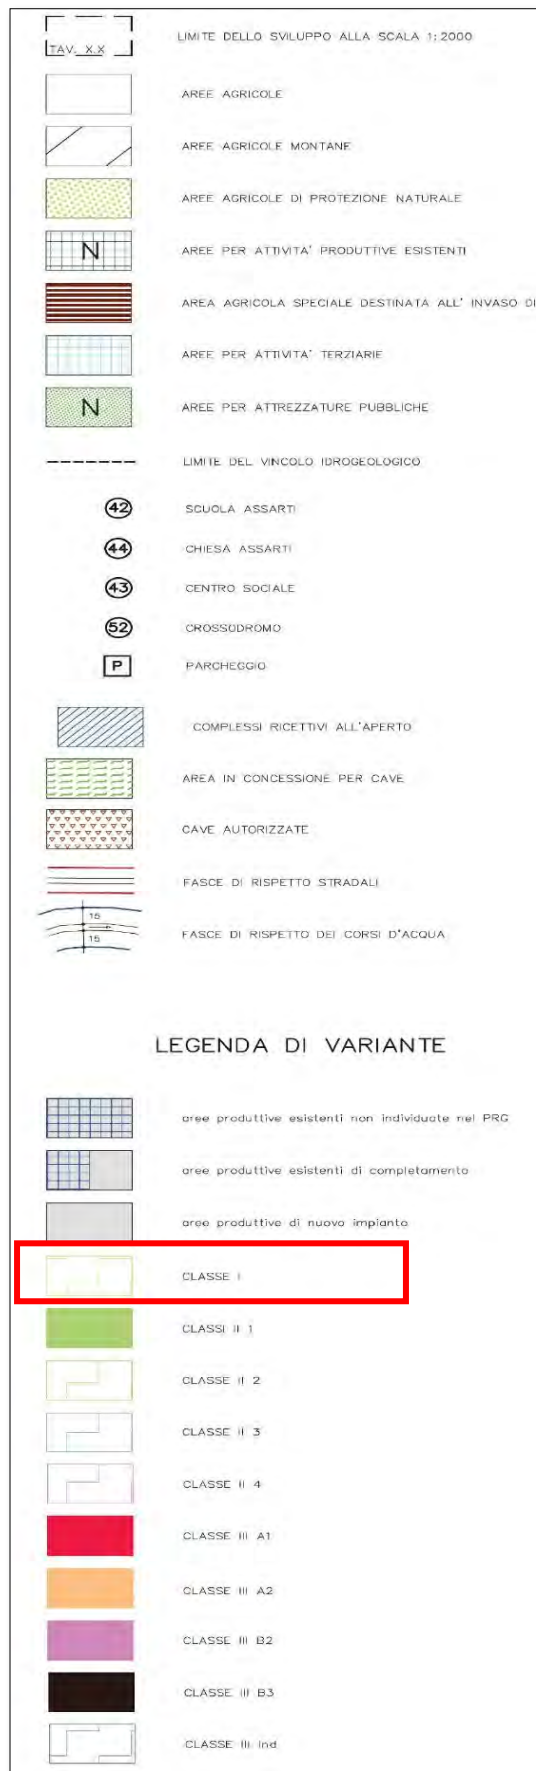 TAV. X.X LIMITE DELLO SVILUPPO ALLA SCALA 1:2000
AREE AGRICOLE
AREE AGRICOLE MONTANE
AREE AGRICOLE DI PROTEZIONE NATURALE
N AREE PER ATTIVITA' PRODUTTIVE ESISTENTI
AREA AGRICOLA SPECIALE DESTINATA ALL' INVASO DI
AREE PER ATTIVITA' TERZIARIE
N AREE PER ATTREZZATURE PUBBLICHE
LIMITE DEL VINCOLO IDROGEOLOGICO
42 SCUOLA ASSARTI
44 CHIESA ASSARTI
43 CENTRO SOCIALE
52 CROSSODROMO
P PARCHEGGIO
COMPLESSI RICETTIVI ALL'APERTO
AREA IN CONCESSIONE PER CAVE
CAVE AUTORIZZATE
FASCE DI RISPETTO STRADALI
15
15
FASCE DI RISPETTO DEI CORSI D'ACQUA
LEGENDA DI VARIANTE
aree produttive esistenti non individuate nel PRG
aree produttive esistenti di completamento
aree produttive di nuovo impianto
CLASSE I
CLASSI II 1
CLASSE II 2
CLASSE II 3
CLASSE II 4
CLASSE III A1
CLASSE III A2
CLASSE III B2
CLASSE III B3
CLASSE III Ind